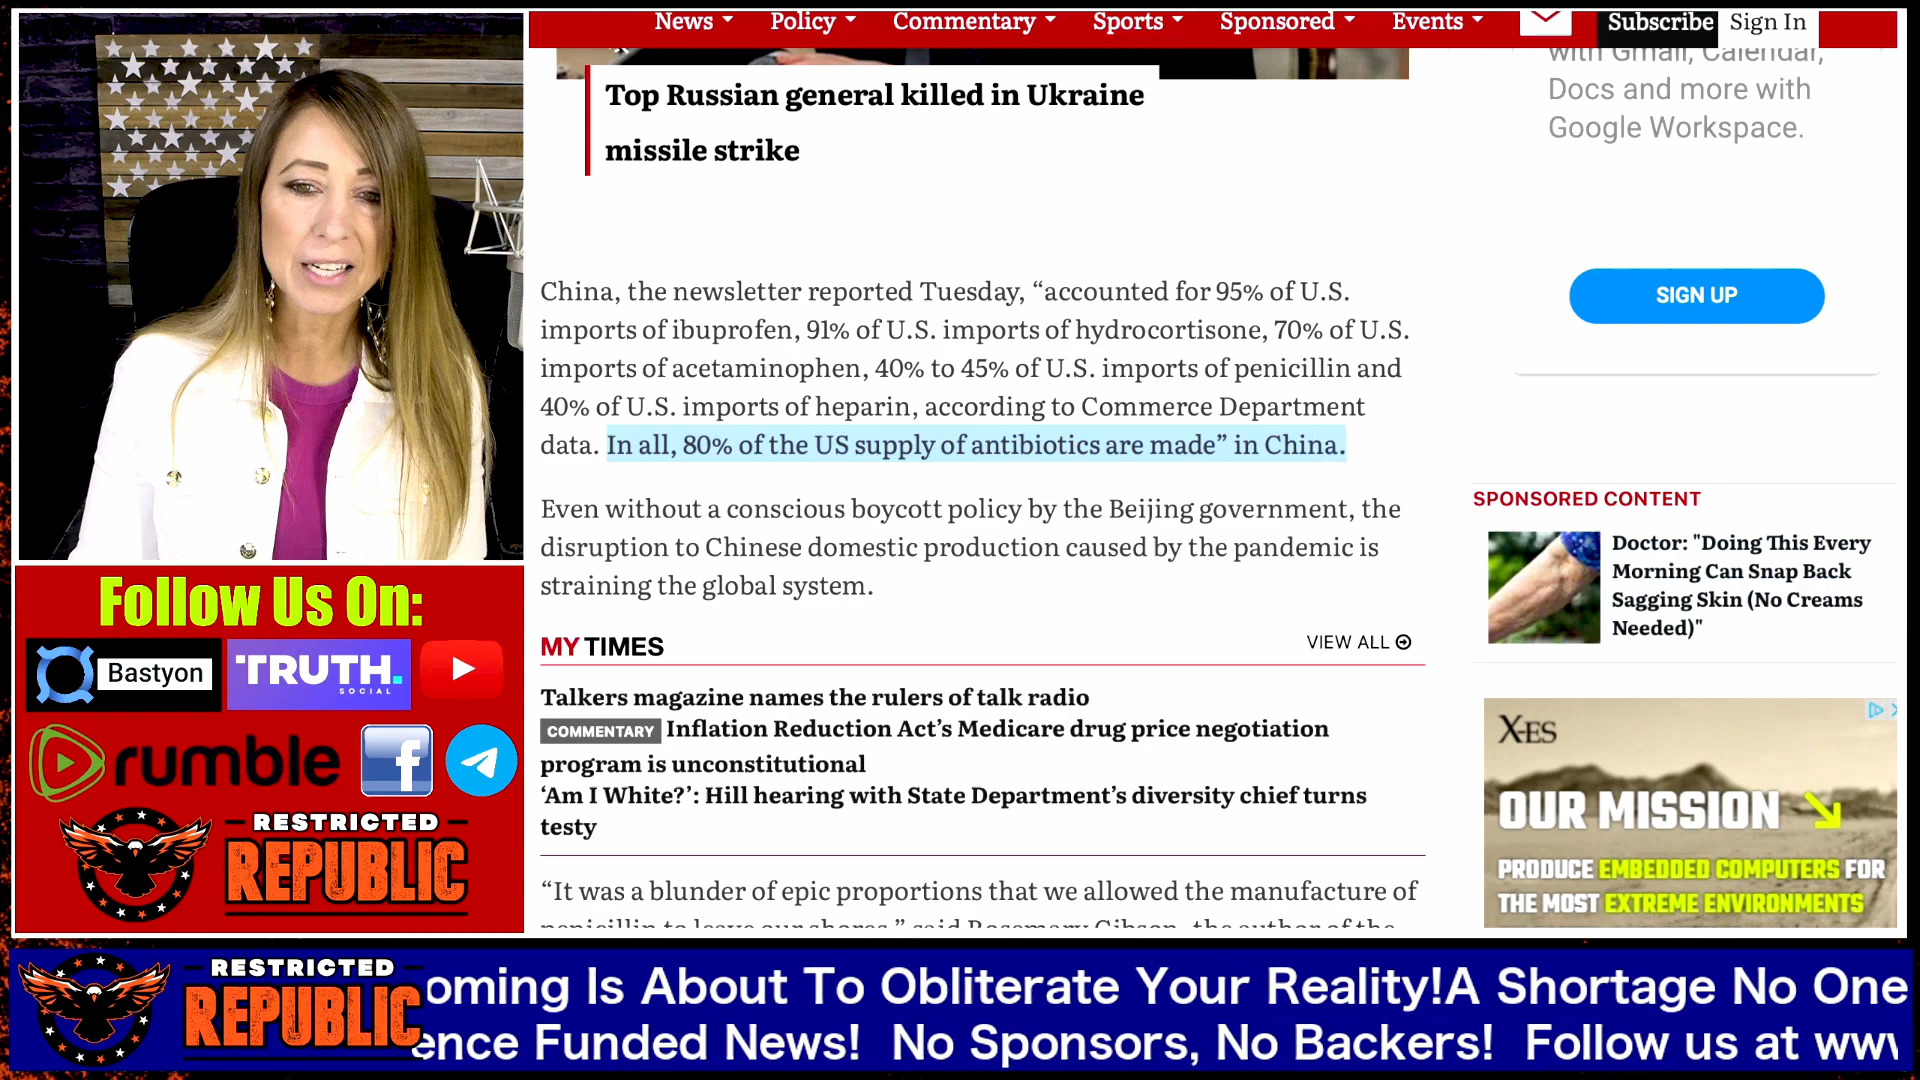 News
Policy
Commentary
Sports
Sponsored
Events
Subscribe
Sign In
Top Russian general killed in Ukraine
missile strike
China, the newsletter reported Tuesday, “accounted for 95% of U.S.
imports of ibuprofen, 91% of U.S. imports of hydrocortisone, 70% of U.S.
imports of acetaminophen, 40% to 45% of U.S. imports of penicillin and
40% of U.S. imports of heparin, according to Commerce Department
data. In all, 80% of the US supply of antibiotics are made” in China.
Even without a conscious boycott policy by the Beijing government, the
disruption to Chinese domestic production caused by the pandemic is
straining the global system.
MY TIMES
VIEW ALL
Talkers magazine names the rulers of talk radio
COMMENTARY Inflation Reduction Act’s Medicare drug price negotiation
program is unconstitutional
‘Am I White?’: Hill hearing with State Department’s diversity chief turns
testy
“It was a blunder of epic proportions that we allowed the manufacture of
penicillin to leave our shores,” said Rosemary Gibson, the author of the
with Gmail, Calendar,
Docs and more with
Google Workspace.
SIGN UP
SPONSORED CONTENT
Doctor: "Doing This Every
Morning Can Snap Back
Sagging Skin (No Creams
Needed)"
X-ES
OUR MISSION
PRODUCE EMBEDDED COMPUTERS FOR
THE MOST EXTREME ENVIRONMENTS
Follow Us On:
Bastyon
TRUTH.
SOCIAL
rumble
RESTRICTED
REPUBLIC
RESTRICTED
REPUBLIC
oming Is About To Obliterate Your Reality!A Shortage No One
ence Funded News! No Sponsors, No Backers! Follow us at www